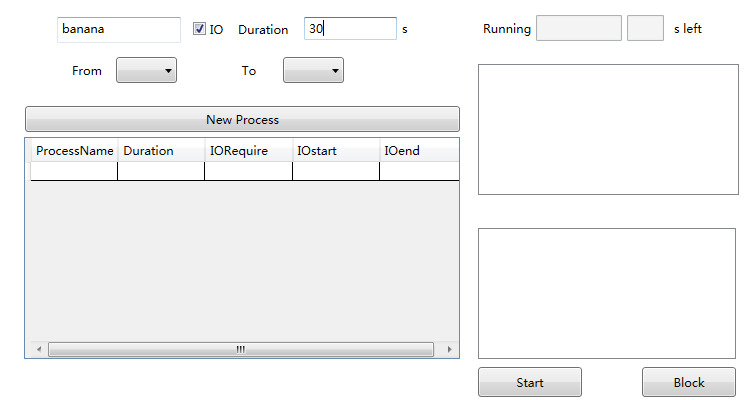 banana IO Duration 30 s
Running s left
From To
New Process
ProcessName Duration IORequire IOstart IOend
Start Block